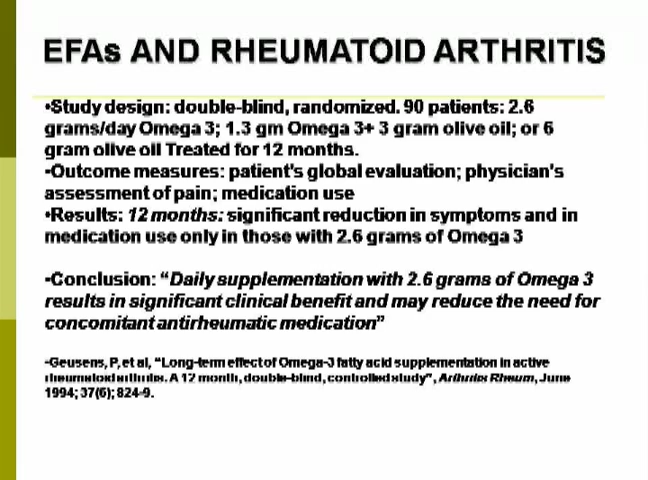 EFAs AND RHEUMATOID ARTHRITIS
•Study design: double-blind, randomized. 90 patients: 2.6
grams/day Omega 3; 1.3 gm Omega 3+ 3 gram olive oil; or 6
gram olive oil Treated for 12 months.
•Outcome measures: patient's global evaluation; physician's
assessment of pain; medication use
•Results: 12 months: significant reduction in symptoms and in
medication use only in those with 2.6 grams of Omega 3
•Conclusion: "Daily supplementation with 2.6 grams of Omega 3
results in significant clinical benefit and may reduce the need for
concomitant antirheumatic medication"
•Geusens, P, et al, "Long-term effect of Omega-3 fatty acid supplementation in active
rheumatoid arthritis. A 12 month, double-blind, controlled study", Arthritis Rheum, June
1994; 37(6); 824-9.